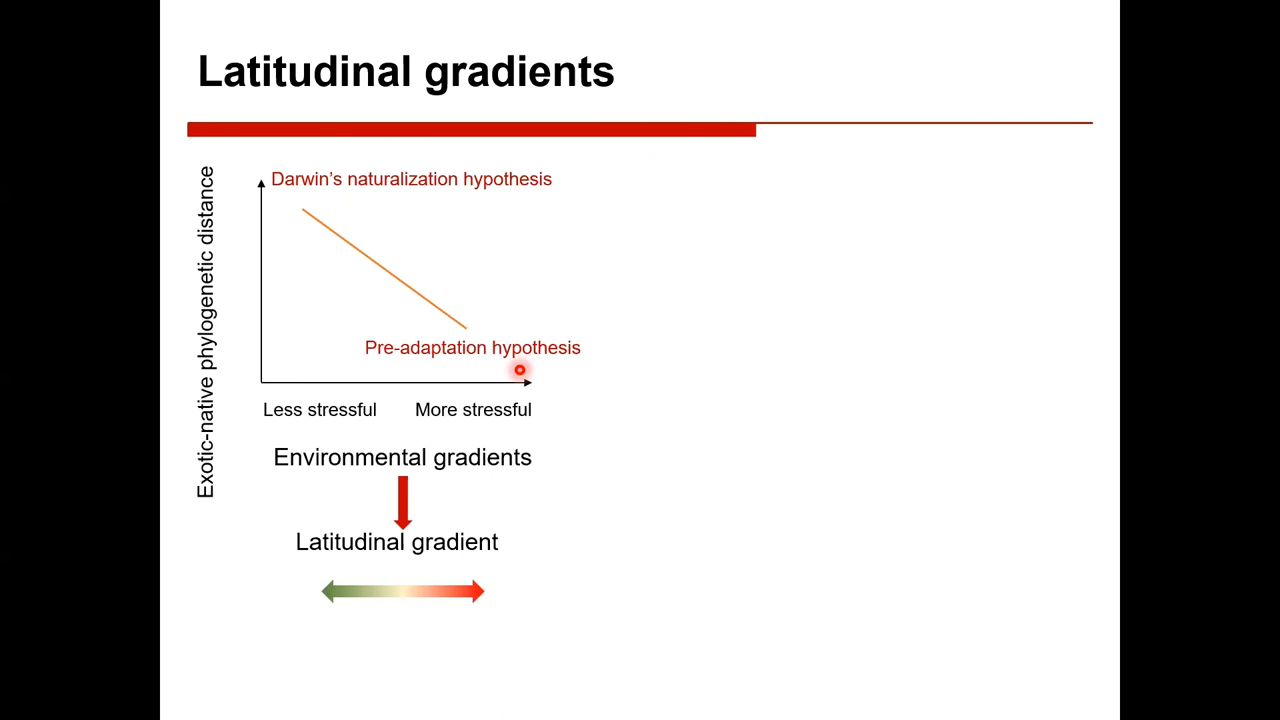 Latitudinal gradients
Exotic-native phylogenetic distance
Darwin’s naturalization hypothesis
Pre-adaptation hypothesis
Less stressful
More stressful
Environmental gradients
Latitudinal gradient